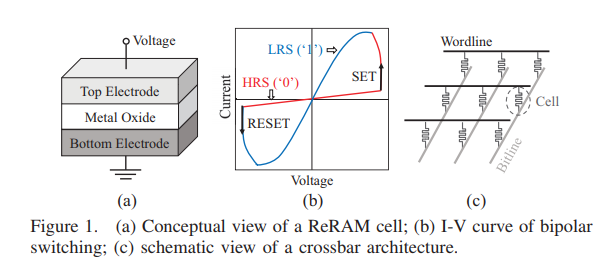 Voltage
Top Electrode
Metal Oxide
Bottom Electrode
(a)
Current
LRS (‘1’)
HRS (‘0’)
SET
RESET
Voltage
(b)
Wordline
Cell
Bitline
(c)
Figure 1. (a) Conceptual view of a ReRAM cell; (b) I-V curve of bipolar
switching; (c) schematic view of a crossbar architecture.